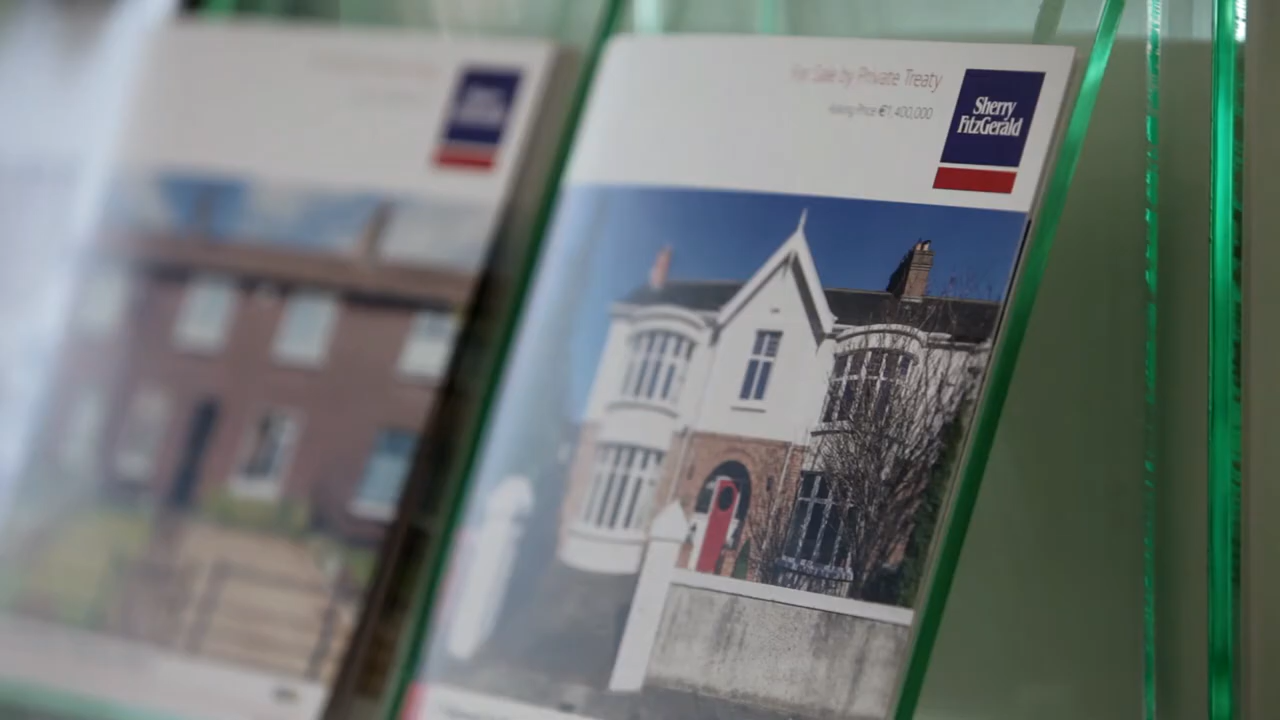 For Sale by Private Treaty
Asking Price €1,400,000
Sherry
FitzGerald